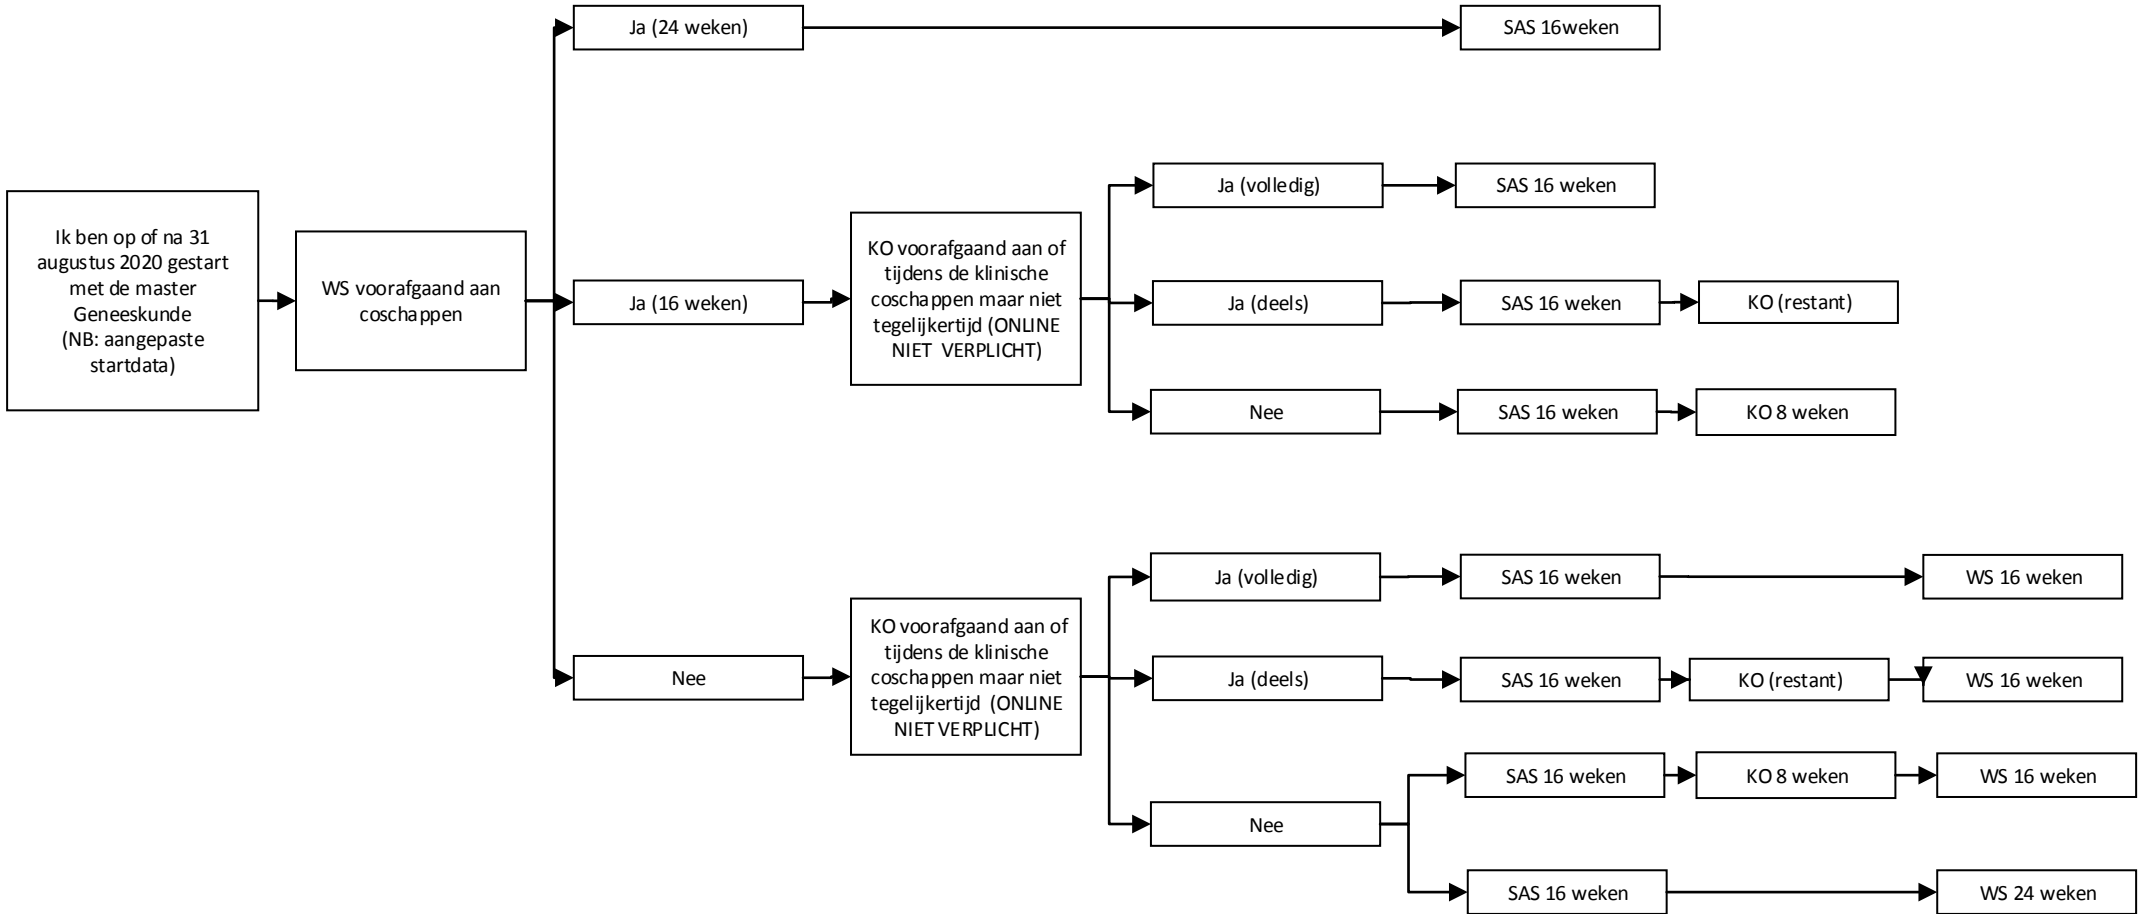 Ja (24 weken)
SAS 16weken
Ik ben op of na 31
augustus 2020 gestart
met de master
Geneeskunde
(NB: aangepaste
startdata)
WS voorafgaand aan
coschappen
Ja (16 weken)
KO voorafgaand aan of
tijdens de klinische
coschappen maar niet
tegelijkertijd (ONLINE
NIET VERPLICHT)
Ja (volledig)
SAS 16 weken
Ja (deels)
SAS 16 weken
KO (restant)
Nee
SAS 16 weken
KO 8 weken
Nee
KO voorafgaand aan of
tijdens de klinische
coschappen maar niet
tegelijkertijd (ONLINE
NIET VERPLICHT)
Ja (volledig)
SAS 16 weken
WS 16 weken
Ja (deels)
SAS 16 weken
KO (restant)
WS 16 weken
Nee
SAS 16 weken
KO 8 weken
WS 16 weken
SAS 16 weken
WS 24 weken